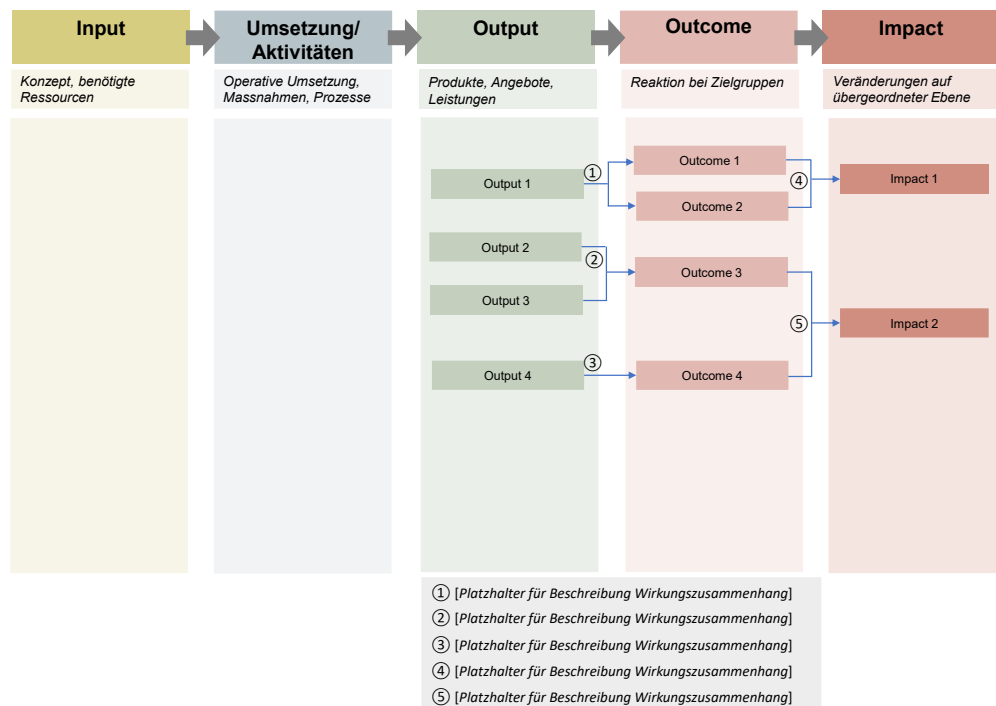 Input
Umsetzung/
Aktivitäten
Output
Outcome
Impact
Konzept, benötigte
Ressourcen
Operative Umsetzung,
Massnahmen, Prozesse
Produkte, Angebote,
Leistungen
Reaktion bei Zielgruppen
Veränderungen auf
übergeordneter Ebene
Output 1
Output 2
Output 3
Output 4
①
②
③
Outcome 1
Outcome 2
Outcome 3
Outcome 4
④
⑤
Impact 1
Impact 2
① [Platzhalter für Beschreibung Wirkungszusammenhang]
② [Platzhalter für Beschreibung Wirkungszusammenhang]
③ [Platzhalter für Beschreibung Wirkungszusammenhang]
④ [Platzhalter für Beschreibung Wirkungszusammenhang]
⑤ [Platzhalter für Beschreibung Wirkungszusammenhang]